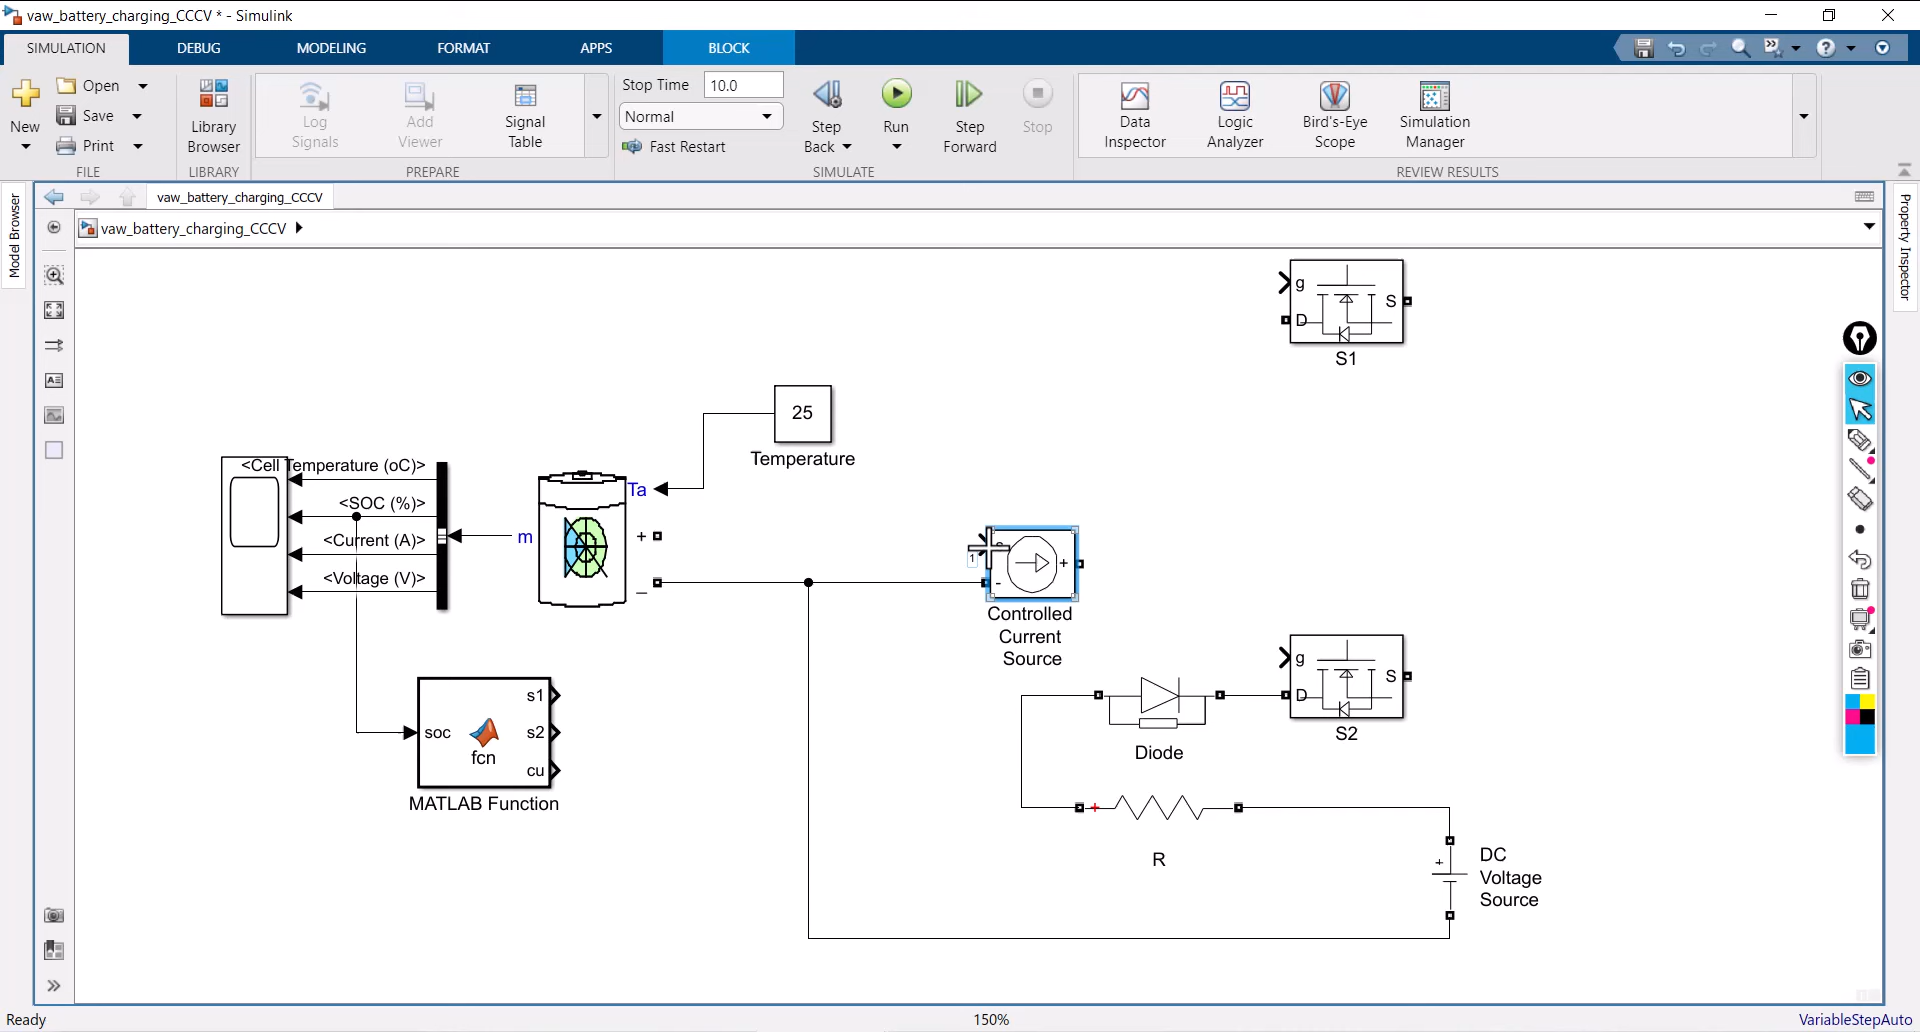 vaw_battery_charging_CCCV * - Simulink
SIMULATION
DEBUG
MODELING
FORMAT
APPS
BLOCK
New
Open
Save
Print
FILE
Library
Browser
LIBRARY
Log
Signals
Add
Viewer
Signal
Table
PREPARE
Stop Time
10.0
Normal
Fast Restart
Step
Back
Run
Step
Forward
Stop
SIMULATE
Data
Inspector
Logic
Analyzer
Bird's-Eye
Scope
Simulation
Manager
REVIEW RESULTS
Model Browser
Property Inspector
vaw_battery_charging_CCCV
vaw_battery_charging_CCCV
g
D
S
S1
25
Temperature
<Cell Temperature (oC)>
<SOC (%)>
<Current (A)>
<Voltage (V)>
m
Ta
+
_
1
+
-
Controlled
Current
Source
g
D
S
S2
Diode
soc
fcn
s1
s2
cu
MATLAB Function
+
R
+
DC
Voltage
Source
Ready
150%
VariableStepAuto